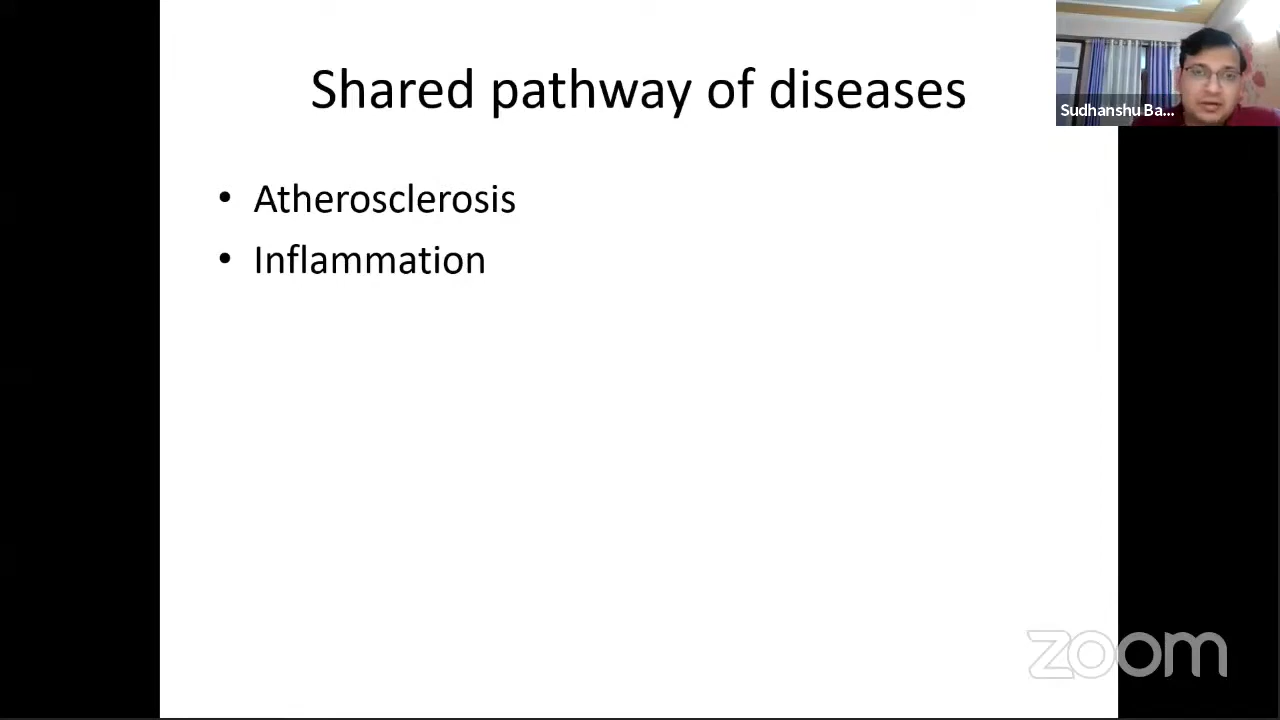 Shared pathway of diseases
Sudhanshu Ba...
• Atherosclerosis
• Inflammation
zoom